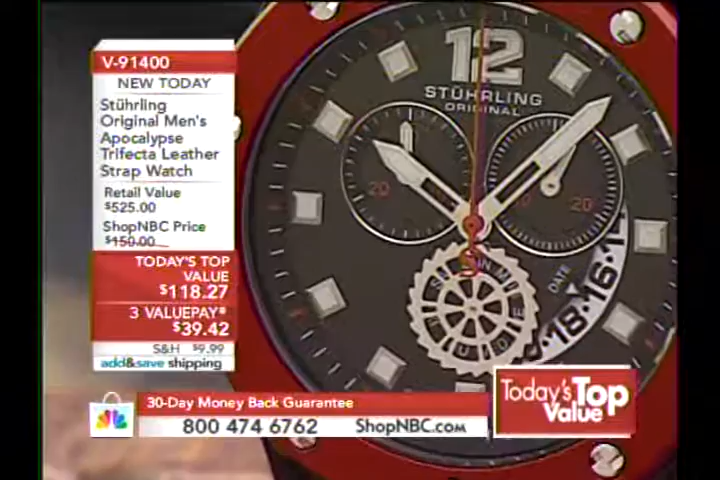 V-91400
NEW TODAY
Stührling
Original Men's
Apocalypse
Trifecta Leather
Strap Watch
Retail Value
$525.00
ShopNBC Price
$150.00
TODAY'S TOP
VALUE
$118.27
3 VALUEPAY®
$39.42
S&H $9.99
add&save shipping
12
STÜHRLING
ORIGINAL
20
20
DATE
16
18
30-Day Money Back Guarantee
800 474 6762 ShopNBC.com
Today's Top
Value